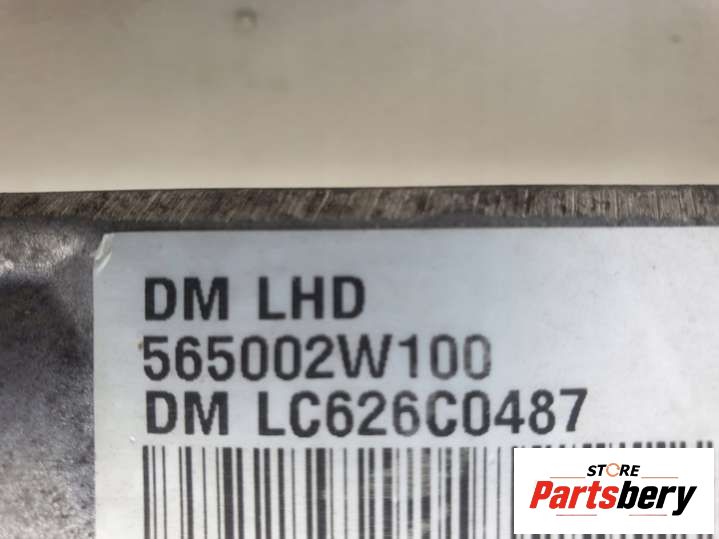 DM LHD
565002W100
DM LC626C0487
STORE
Partsbery